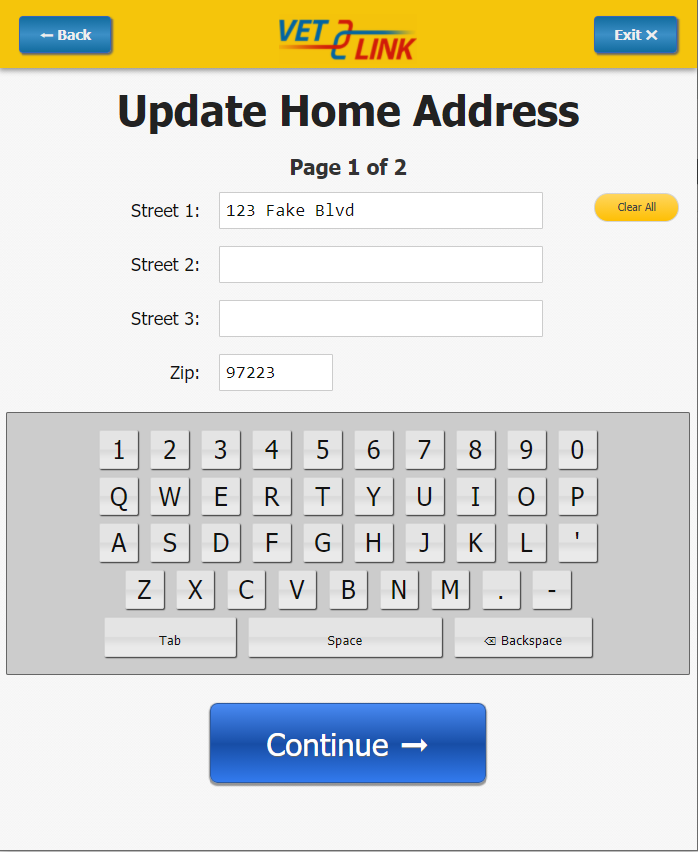 ← Back
VET LINK
Exit ✕
Update Home Address
Page 1 of 2
Street 1: 123 Fake Blvd
Clear All
Street 2:
Street 3:
Zip: 97223
1 2 3 4 5 6 7 8 9 0
Q W E R T Y U I O P
A S D F G H J K L '
Z X C V B N M . -
Tab Space ⌫ Backspace
Continue →